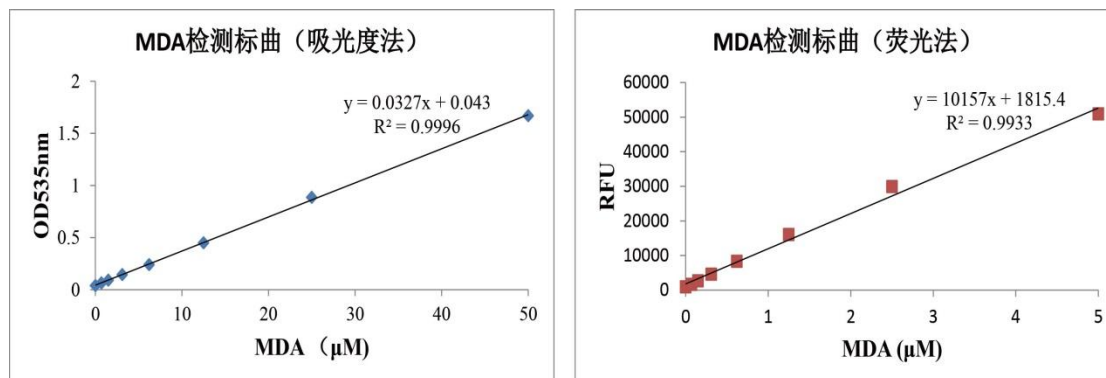 MDA检测标曲（吸光度法）
y = 0.0327x + 0.043
R² = 0.9996
OD535nm
2
1.5
1
0.5
0
0 10 20 30 40 50
MDA（μM）
MDA检测标曲（荧光法）
y = 10157x + 1815.4
R² = 0.9933
RFU
60000
50000
40000
30000
20000
10000
0
0 1 2 3 4 5
MDA (μM)